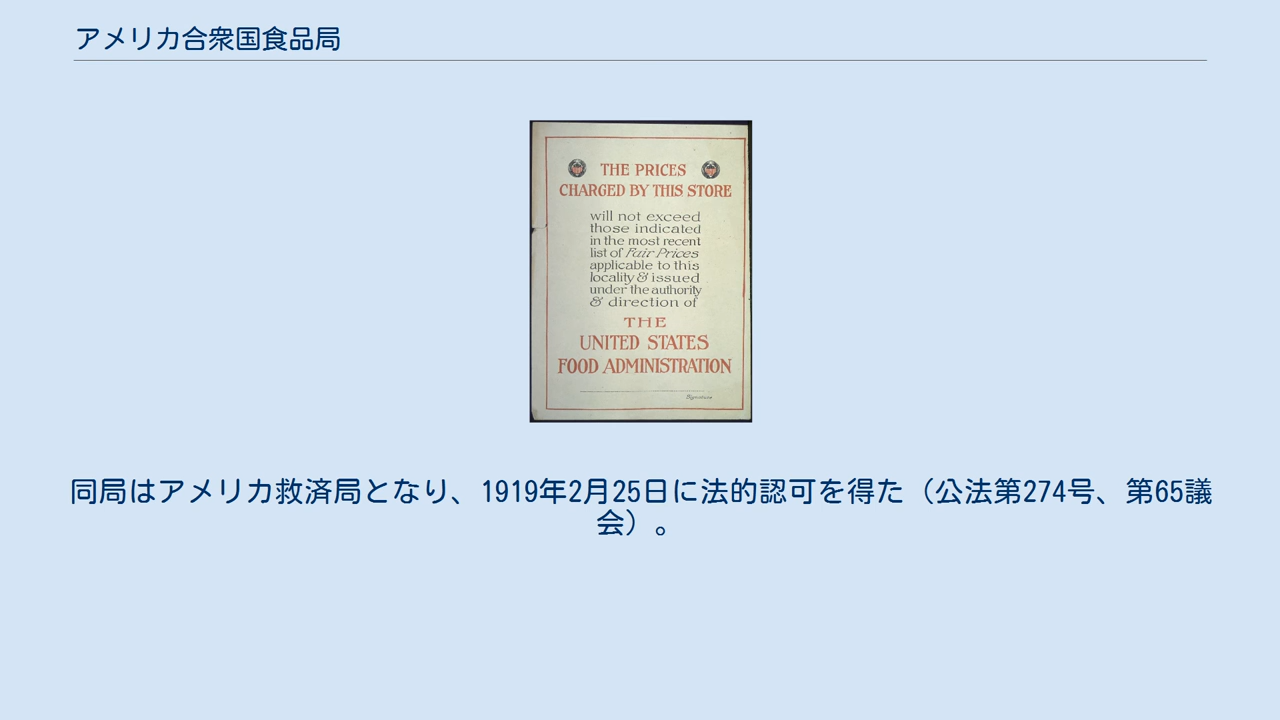 アメリカ合衆国食品局
THE PRICES
CHARGED BY THIS STORE
will not exceed
those indicated
in the most recent
list of Fair Prices
applicable to this
locality & issued
under the authority
& direction of
THE
UNITED STATES
FOOD ADMINISTRATION
Signature
同局はアメリカ救済局となり、1919年2月25日に法的認可を得た（公法第274号、第65議
会）。